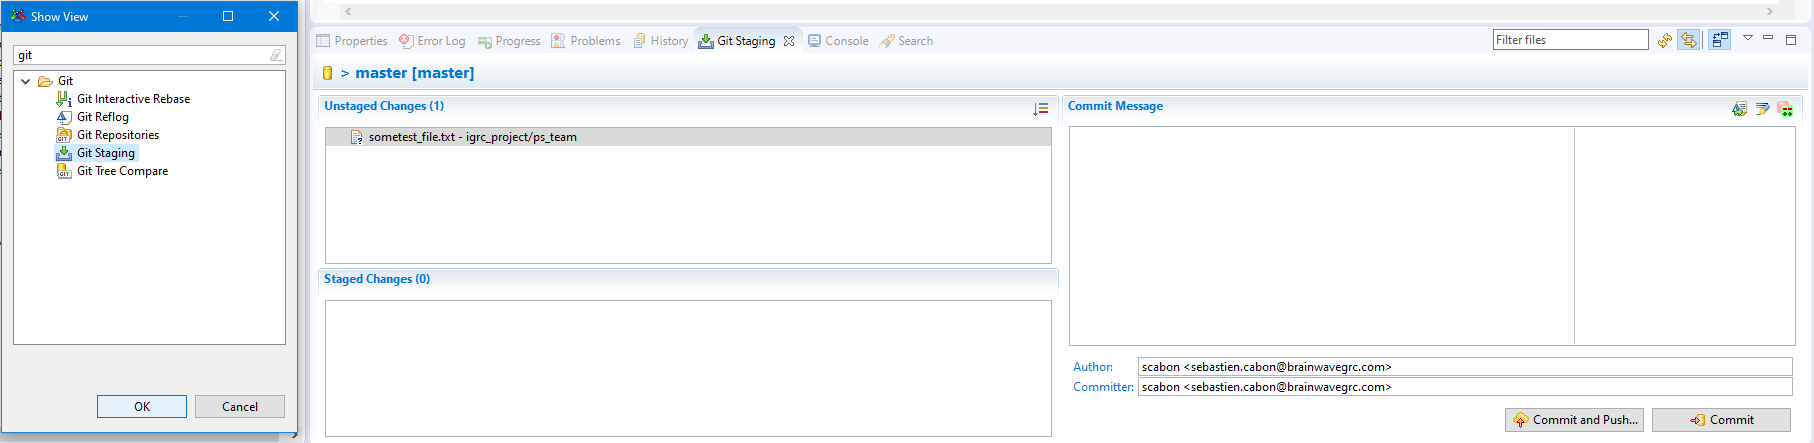 Show View
git
Git
Git Interactive Rebase
Git Reflog
Git Repositories
Git Staging
Git Tree Compare
OK
Cancel
Properties
Error Log
Progress
Problems
History
Git Staging
Console
Search
Filter files
> master [master]
Unstaged Changes (1)
sometest_file.txt - igrc_project/ps_team
Staged Changes (0)
Commit Message
Author:
scabon <sebastien.cabon@brainwavegrc.com>
Committer:
scabon <sebastien.cabon@brainwavegrc.com>
Commit and Push...
Commit